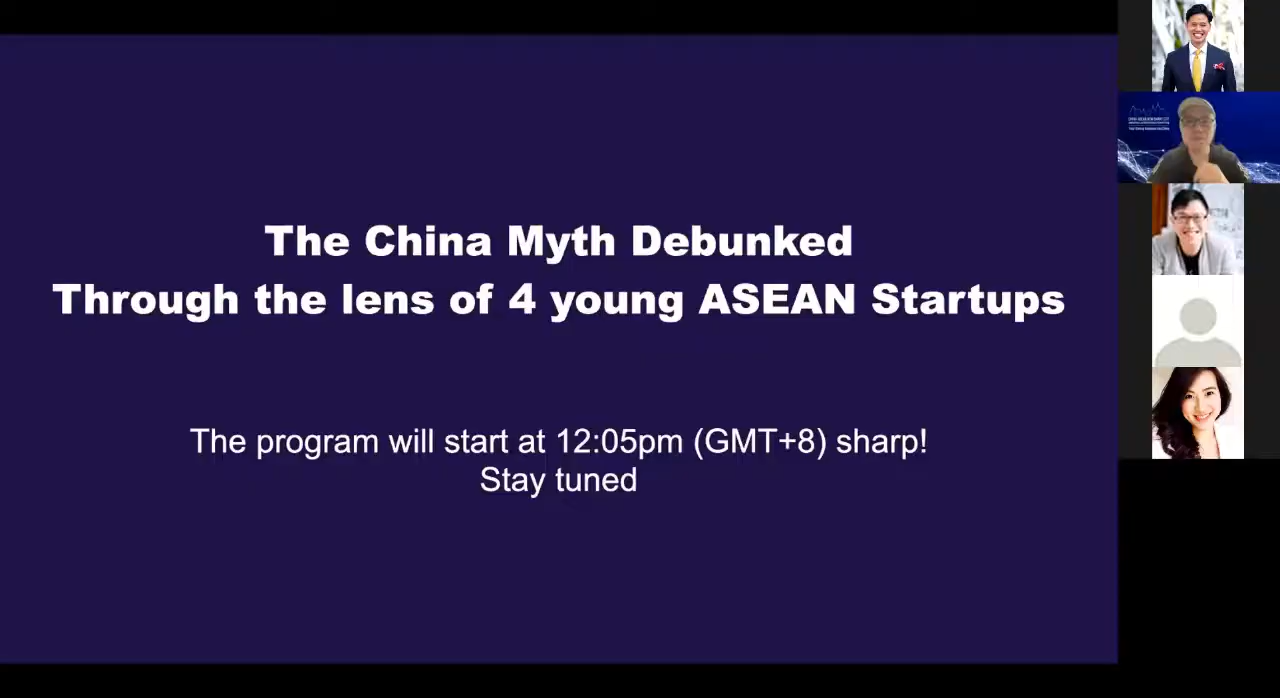 The China Myth Debunked
Through the lens of 4 young ASEAN Startups
The program will start at 12:05pm (GMT+8) sharp!
Stay tuned